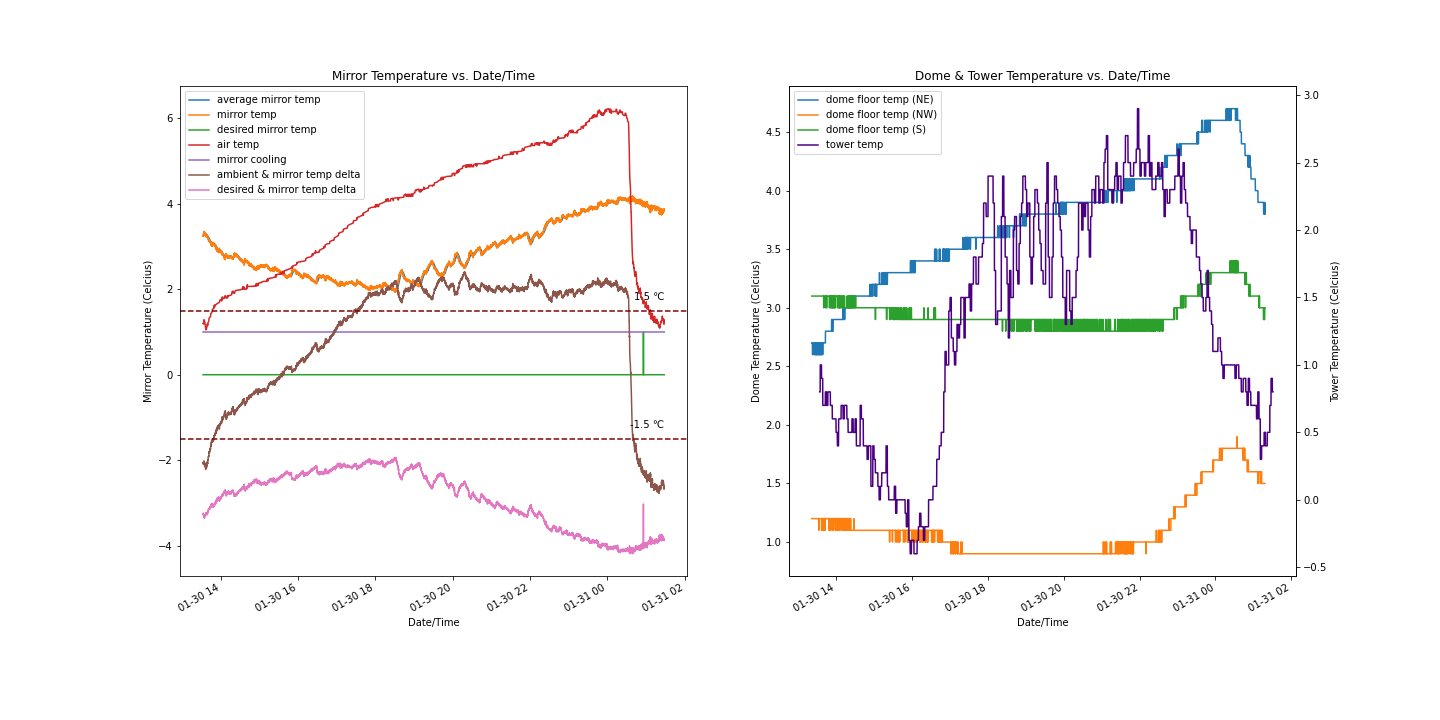 Mirror Temperature vs. Date/Time
average mirror temp
mirror temp
desired mirror temp
air temp
mirror cooling
ambient & mirror temp delta
desired & mirror temp delta
6
4
2
0
−2
−4
Mirror Temperature (Celcius)
1.5 °C
-1.5 °C
01-30 14
01-30 16
01-30 18
01-30 20
01-30 22
01-31 00
01-31 02
Date/Time
Dome & Tower Temperature vs. Date/Time
dome floor temp (NE)
dome floor temp (NW)
dome floor temp (S)
tower temp
4.5
4.0
3.5
3.0
2.5
2.0
1.5
1.0
Dome Temperature (Celcius)
3.0
2.5
2.0
1.5
1.0
0.5
0.0
−0.5
Tower Temperature (Celcius)
01-30 14
01-30 16
01-30 18
01-30 20
01-30 22
01-31 00
01-31 02
Date/Time